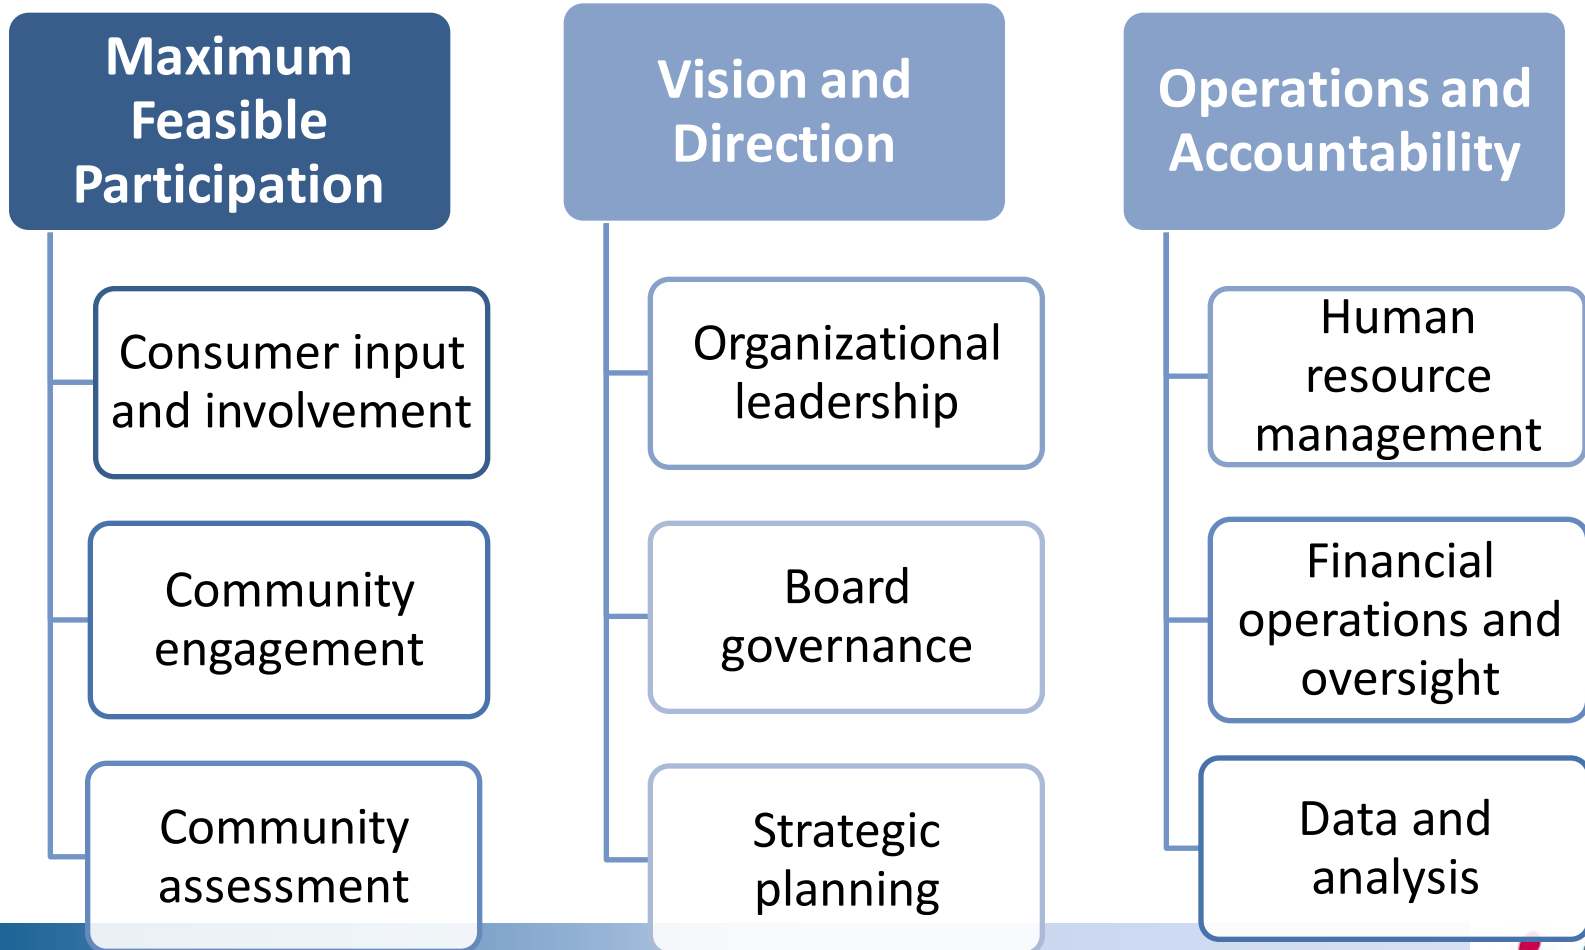 Maximum
Feasible
Participation
Consumer input
and involvement
Community
engagement
Community
assessment
Vision and
Direction
Organizational
leadership
Board
governance
Strategic
planning
Operations and
Accountability
Human
resource
management
Financial
operations and
oversight
Data and
analysis